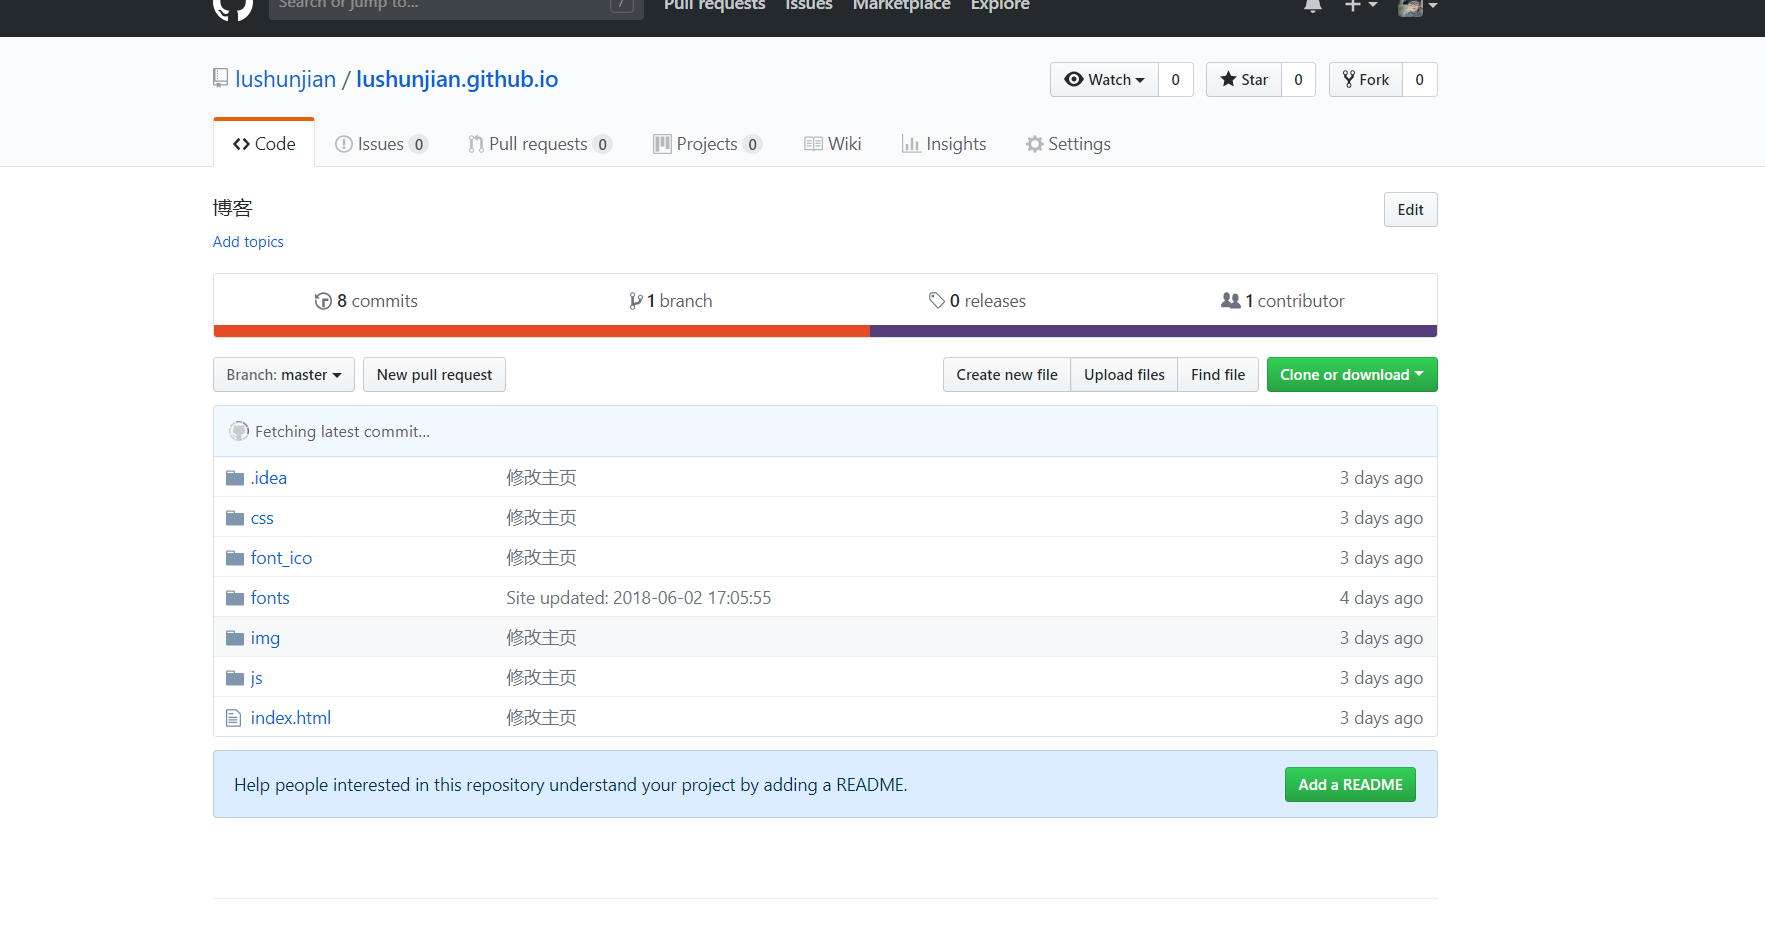 Search or jump to... / Pull requests Issues Marketplace Explore
lushunjian / lushunjian.github.io Watch 0 Star 0 Fork 0
Code Issues 0 Pull requests 0 Projects 0 Wiki Insights Settings
博客 Edit
Add topics
8 commits 1 branch 0 releases 1 contributor
Branch: master New pull request Create new file Upload files Find file Clone or download
Fetching latest commit...
.idea 修改主页 3 days ago
css 修改主页 3 days ago
font_ico 修改主页 3 days ago
fonts Site updated: 2018-06-02 17:05:55 4 days ago
img 修改主页 3 days ago
js 修改主页 3 days ago
index.html 修改主页 3 days ago
Help people interested in this repository understand your project by adding a README. Add a README